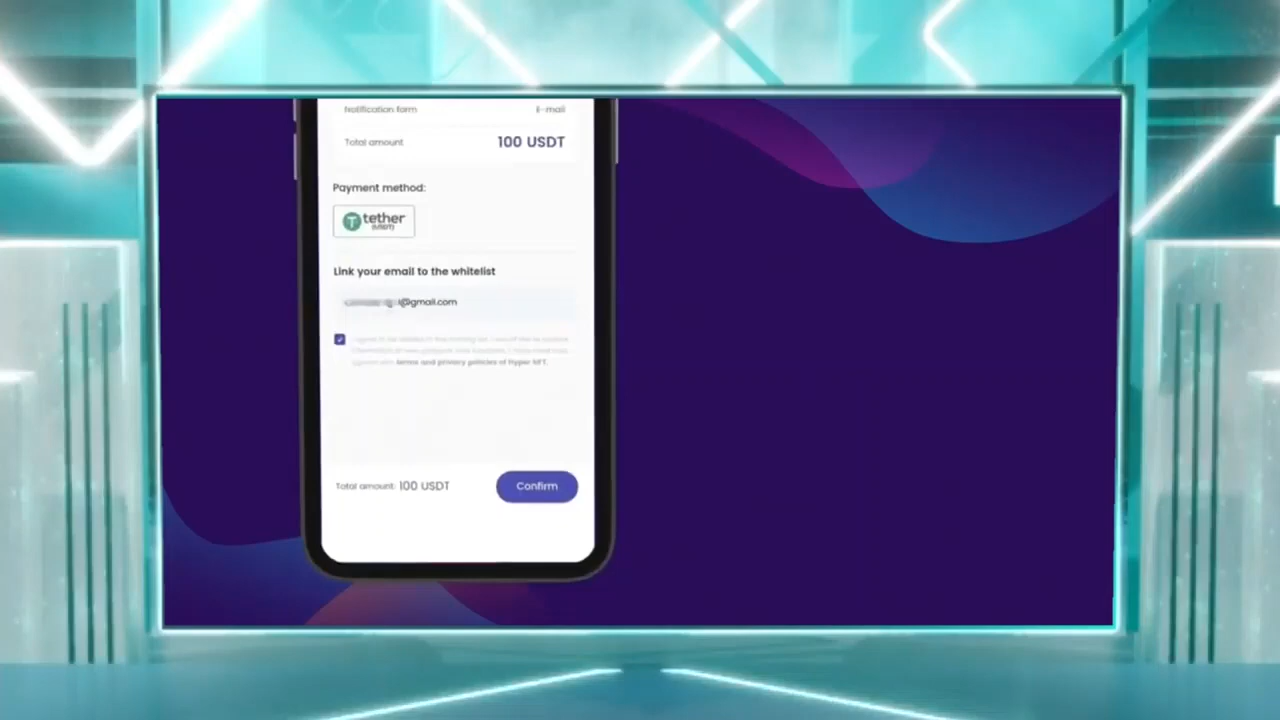 Notification form E-mail
Total amount 100 USDT
Payment method:
tether
(USDT)
Link your email to the whitelist
@gmail.com
terms and privacy policies of Hyper NFT.
Total amount: 100 USDT
Confirm